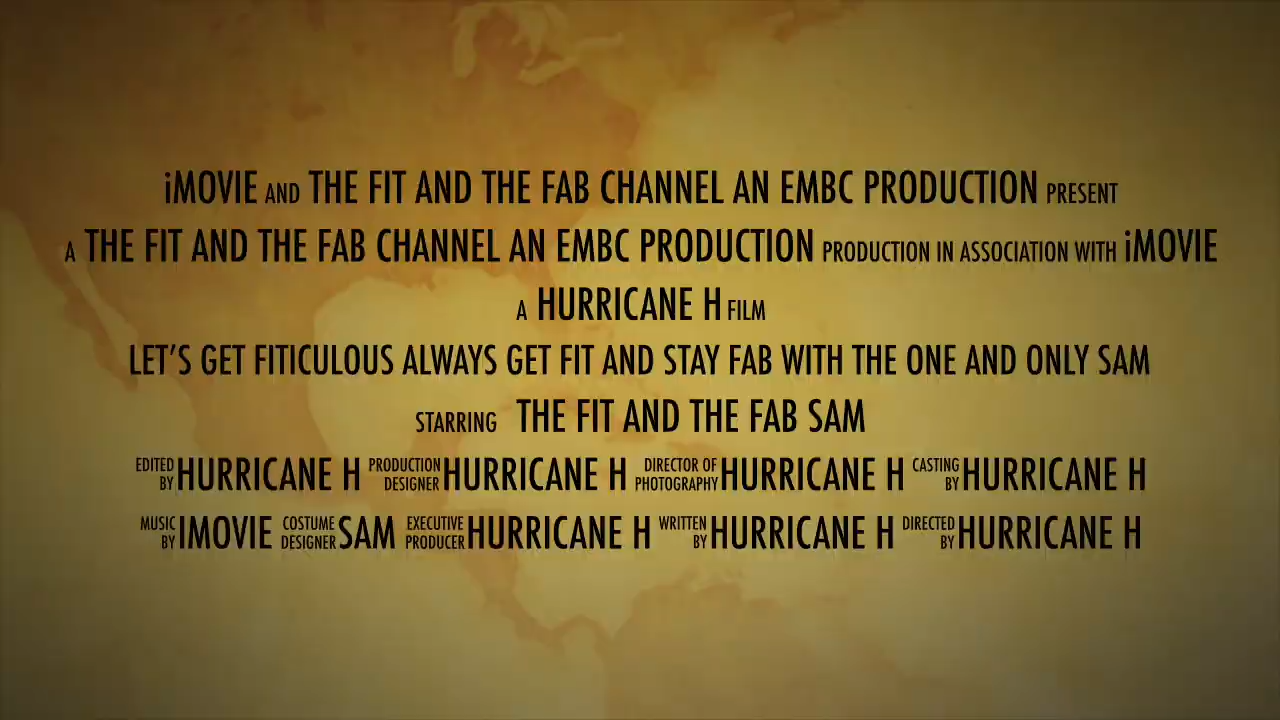 iMOVIE AND THE FIT AND THE FAB CHANNEL AN EMBC PRODUCTION PRESENT
A THE FIT AND THE FAB CHANNEL AN EMBC PRODUCTION PRODUCTION IN ASSOCIATION WITH iMOVIE
A HURRICANE H FILM
LET'S GET FITICULOUS ALWAYS GET FIT AND STAY FAB WITH THE ONE AND ONLY SAM
STARRING THE FIT AND THE FAB SAM
EDITED BY HURRICANE H PRODUCTION DESIGNER HURRICANE H DIRECTOR OF PHOTOGRAPHY HURRICANE H CASTING BY HURRICANE H
MUSIC BY IMOVIE COSTUME DESIGNER SAM EXECUTIVE PRODUCER HURRICANE H WRITTEN BY HURRICANE H DIRECTED BY HURRICANE H